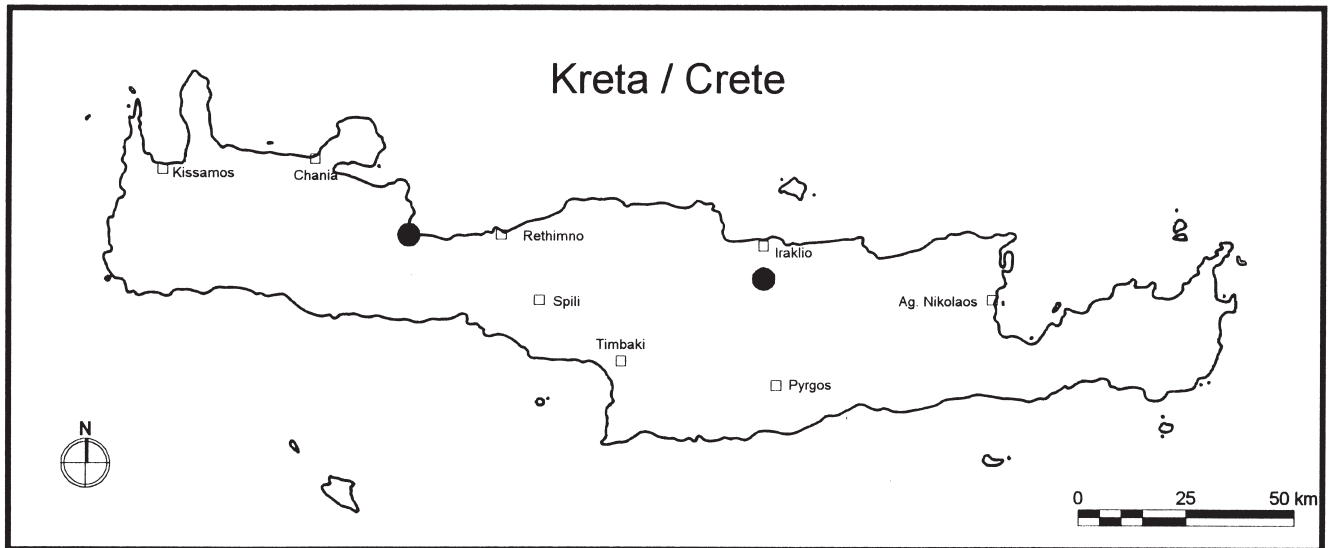 Kreta / Crete
Kissamos
Chania
Rethimno
Iraklio
Spili
Ag. Nikolaos
Timbaki
Pyrgos
N
0 25 50 km